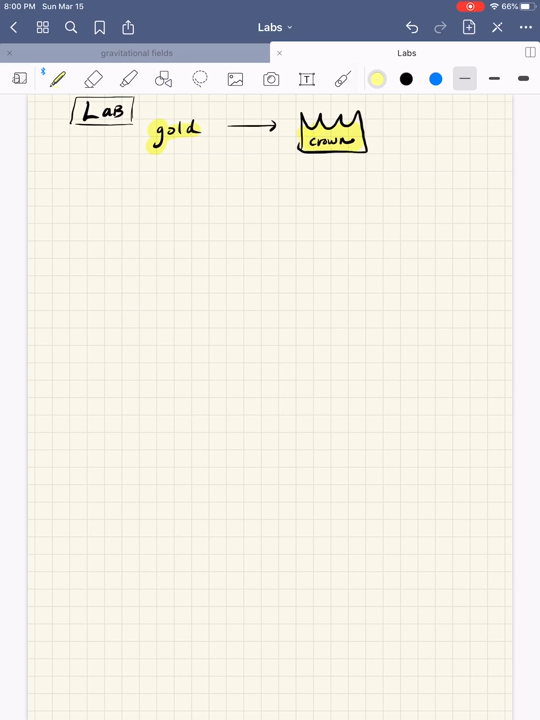 8:00 PM Sun Mar 15 66%
Labs
gravitational fields Labs
LAB
gold → crown